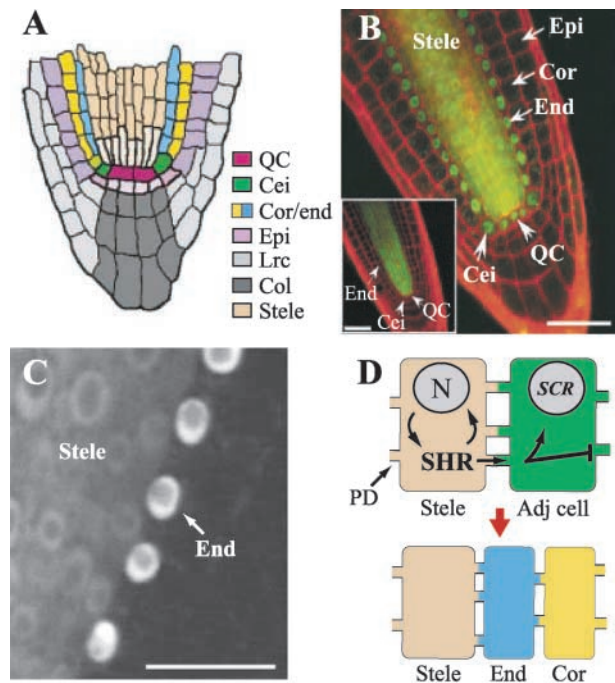 A
QC
Cei
Cor/end
Epi
Lrc
Col
Stele
B
Stele
Epi
Cor
End
QC
Cei
End
Cei
QC
C
Stele
End
D
N
SCR
SHR
PD
Stele
Adj cell
Stele
End
Cor